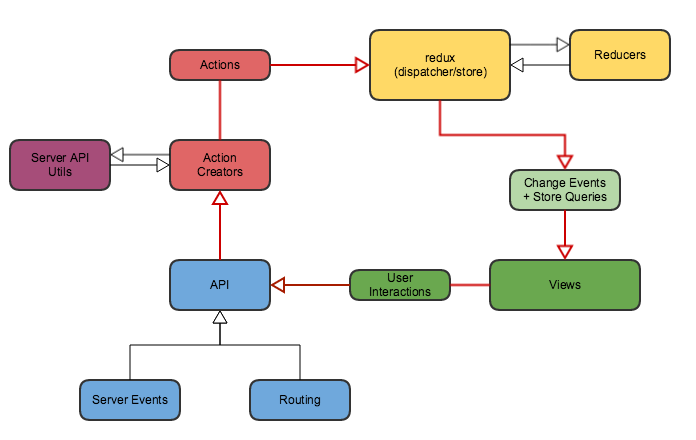 Actions
redux
(dispatcher/store)
Reducers
Server API
Utils
Action
Creators
Change Events
+ Store Queries
API
User
Interactions
Views
Server Events
Routing